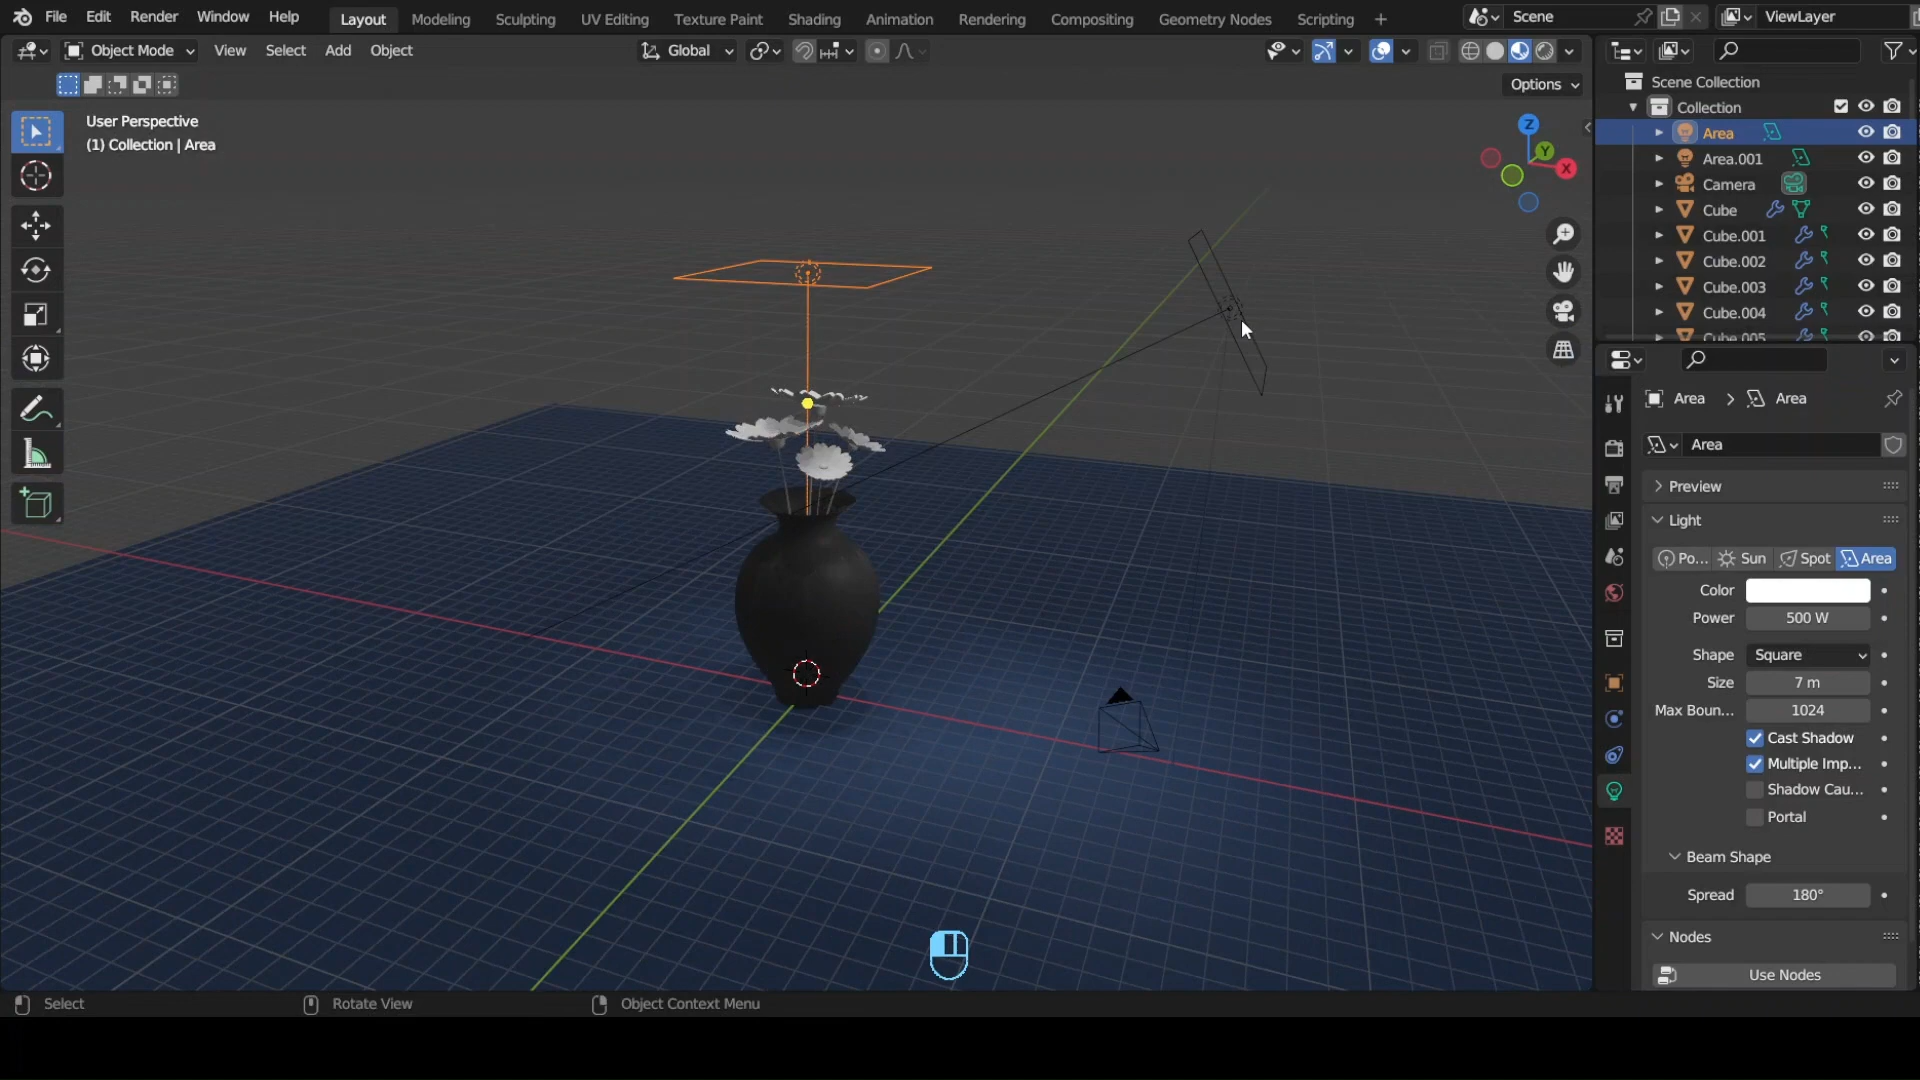 File Edit Render Window Help Layout Modeling Sculpting UV Editing Texture Paint Shading Animation Rendering Compositing Geometry Nodes Scripting + Scene ViewLayer
Object Mode View Select Add Object Global
Options
User Perspective
(1) Collection | Area
Z
Y
X
Scene Collection
Collection
Area
Area.001
Camera
Cube
Cube.001
Cube.002
Cube.003
Cube.004
Cube.005
Area > Area
Area
Preview
Light
Po... Sun Spot Area
Color
Power 500 W
Shape Square
Size 7 m
Max Boun... 1024
Cast Shadow
Multiple Imp...
Shadow Cau...
Portal
Beam Shape
Spread 180°
Nodes
Use Nodes
Select Rotate View Object Context Menu